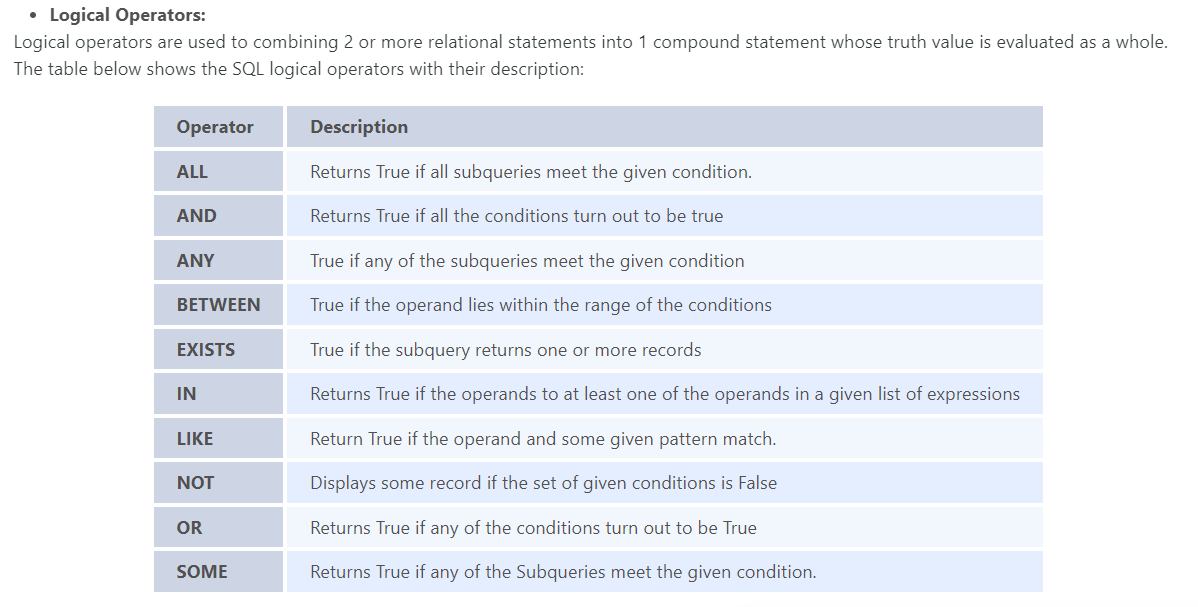 • Logical Operators:
Logical operators are used to combining 2 or more relational statements into 1 compound statement whose truth value is evaluated as a whole.
The table below shows the SQL logical operators with their description:
Operator Description
ALL Returns True if all subqueries meet the given condition.
AND Returns True if all the conditions turn out to be true
ANY True if any of the subqueries meet the given condition
BETWEEN True if the operand lies within the range of the conditions
EXISTS True if the subquery returns one or more records
IN Returns True if the operands to at least one of the operands in a given list of expressions
LIKE Return True if the operand and some given pattern match.
NOT Displays some record if the set of given conditions is False
OR Returns True if any of the conditions turn out to be True
SOME Returns True if any of the Subqueries meet the given condition.